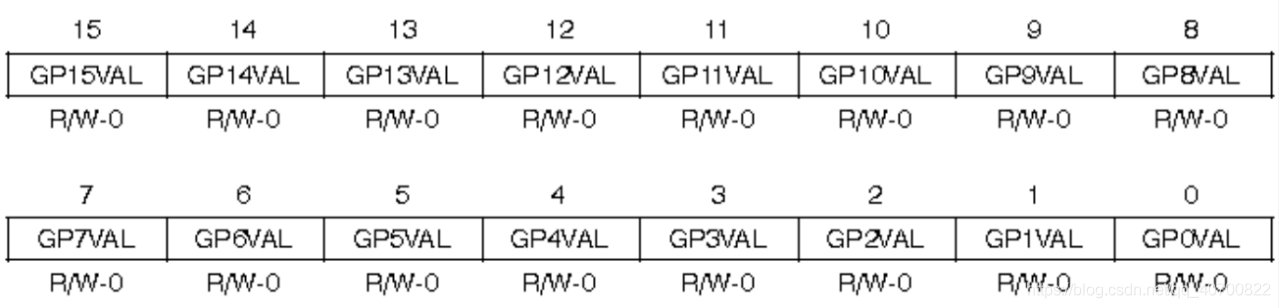 15 14 13 12 11 10 9 8
GP15VAL GP14VAL GP13VAL GP12VAL GP11VAL GP10VAL GP9VAL GP8VAL
R/W-0 R/W-0 R/W-0 R/W-0 R/W-0 R/W-0 R/W-0 R/W-0
7 6 5 4 3 2 1 0
GP7VAL GP6VAL GP5VAL GP4VAL GP3VAL GP2VAL GP1VAL GP0VAL
R/W-0 R/W-0 R/W-0 R/W-0 R/W-0 R/W-0 R/W-0 R/W-0